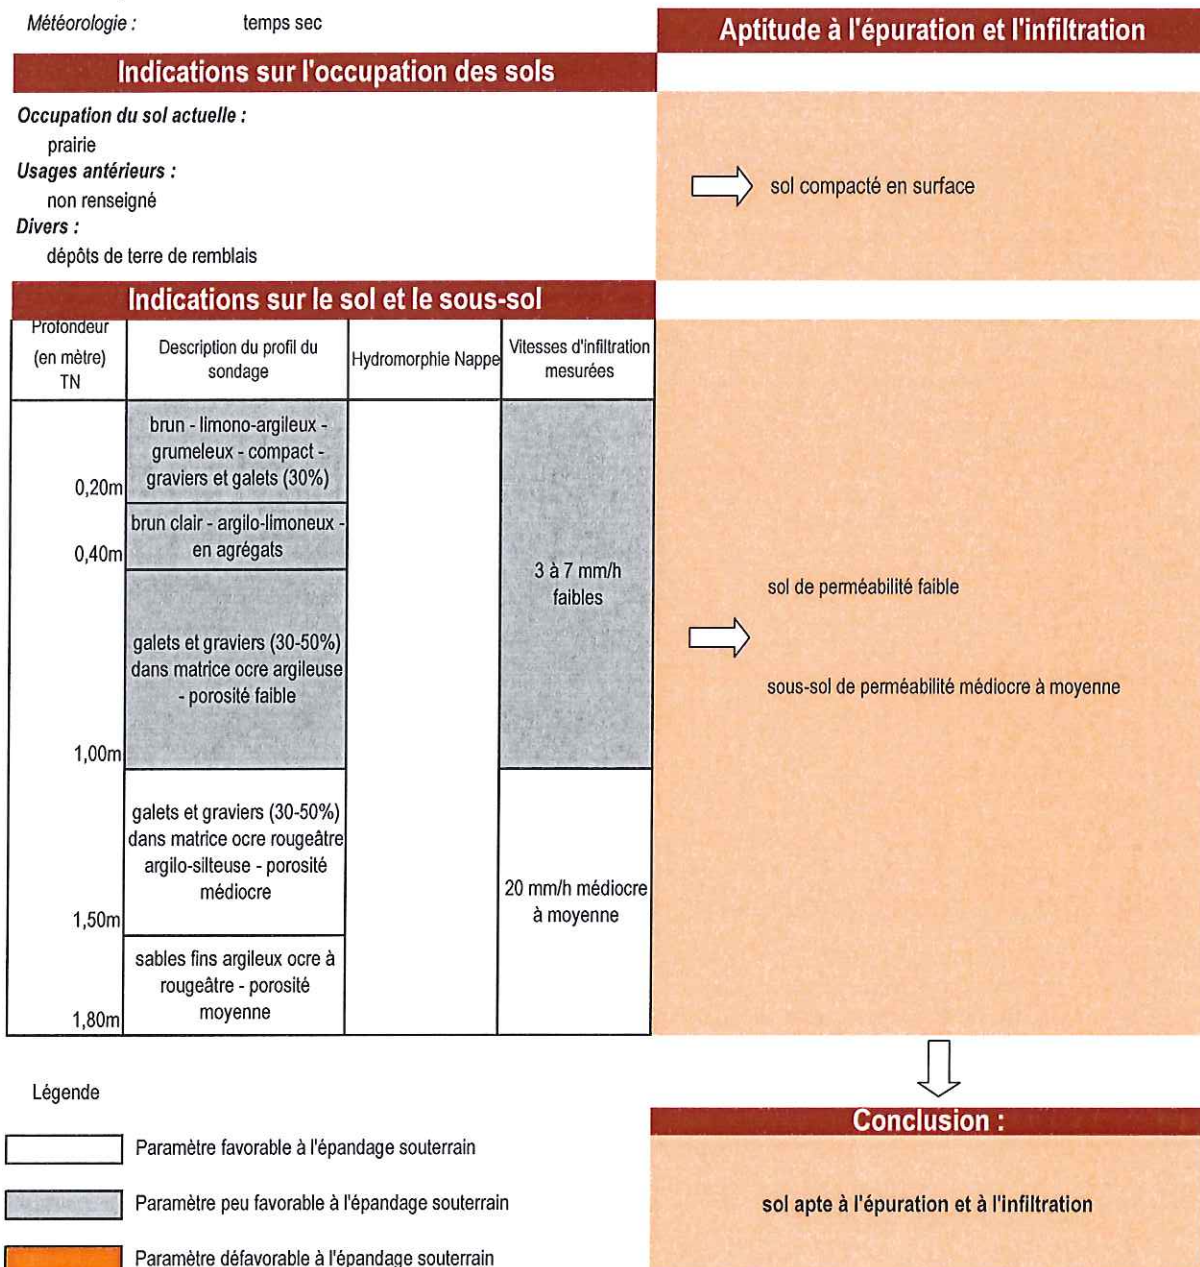 Météorologie : temps sec
Aptitude à l'épuration et l'infiltration
Indications sur l'occupation des sols
Occupation du sol actuelle :
prairie
Usages antérieurs :
non renseigné
Divers :
dépôts de terre de remblais
sol compacté en surface
Indications sur le sol et le sous-sol
Profondeur
(en mètre)
TN
Description du profil du
sondage
Hydromorphie Nappe
Vitesses d'infiltration
mesurées
brun - limono-argileux -
grumeleux - compact -
graviers et galets (30%)
0,20m
brun clair - argilo-limoneux -
en agrégats
0,40m
3 à 7 mm/h
faibles
galets et graviers (30-50%)
dans matrice ocre argileuse
- porosité faible
1,00m
sol de perméabilité faible
sous-sol de perméabilité médiocre à moyenne
galets et graviers (30-50%)
dans matrice ocre rougeâtre
argilo-silteuse - porosité
médiocre
1,50m
20 mm/h médiocre
à moyenne
sables fins argileux ocre à
rougeâtre - porosité
moyenne
1,80m
Légende
Paramètre favorable à l'épandage souterrain
Paramètre peu favorable à l'épandage souterrain
Paramètre défavorable à l'épandage souterrain
Conclusion :
sol apte à l'épuration et à l'infiltration